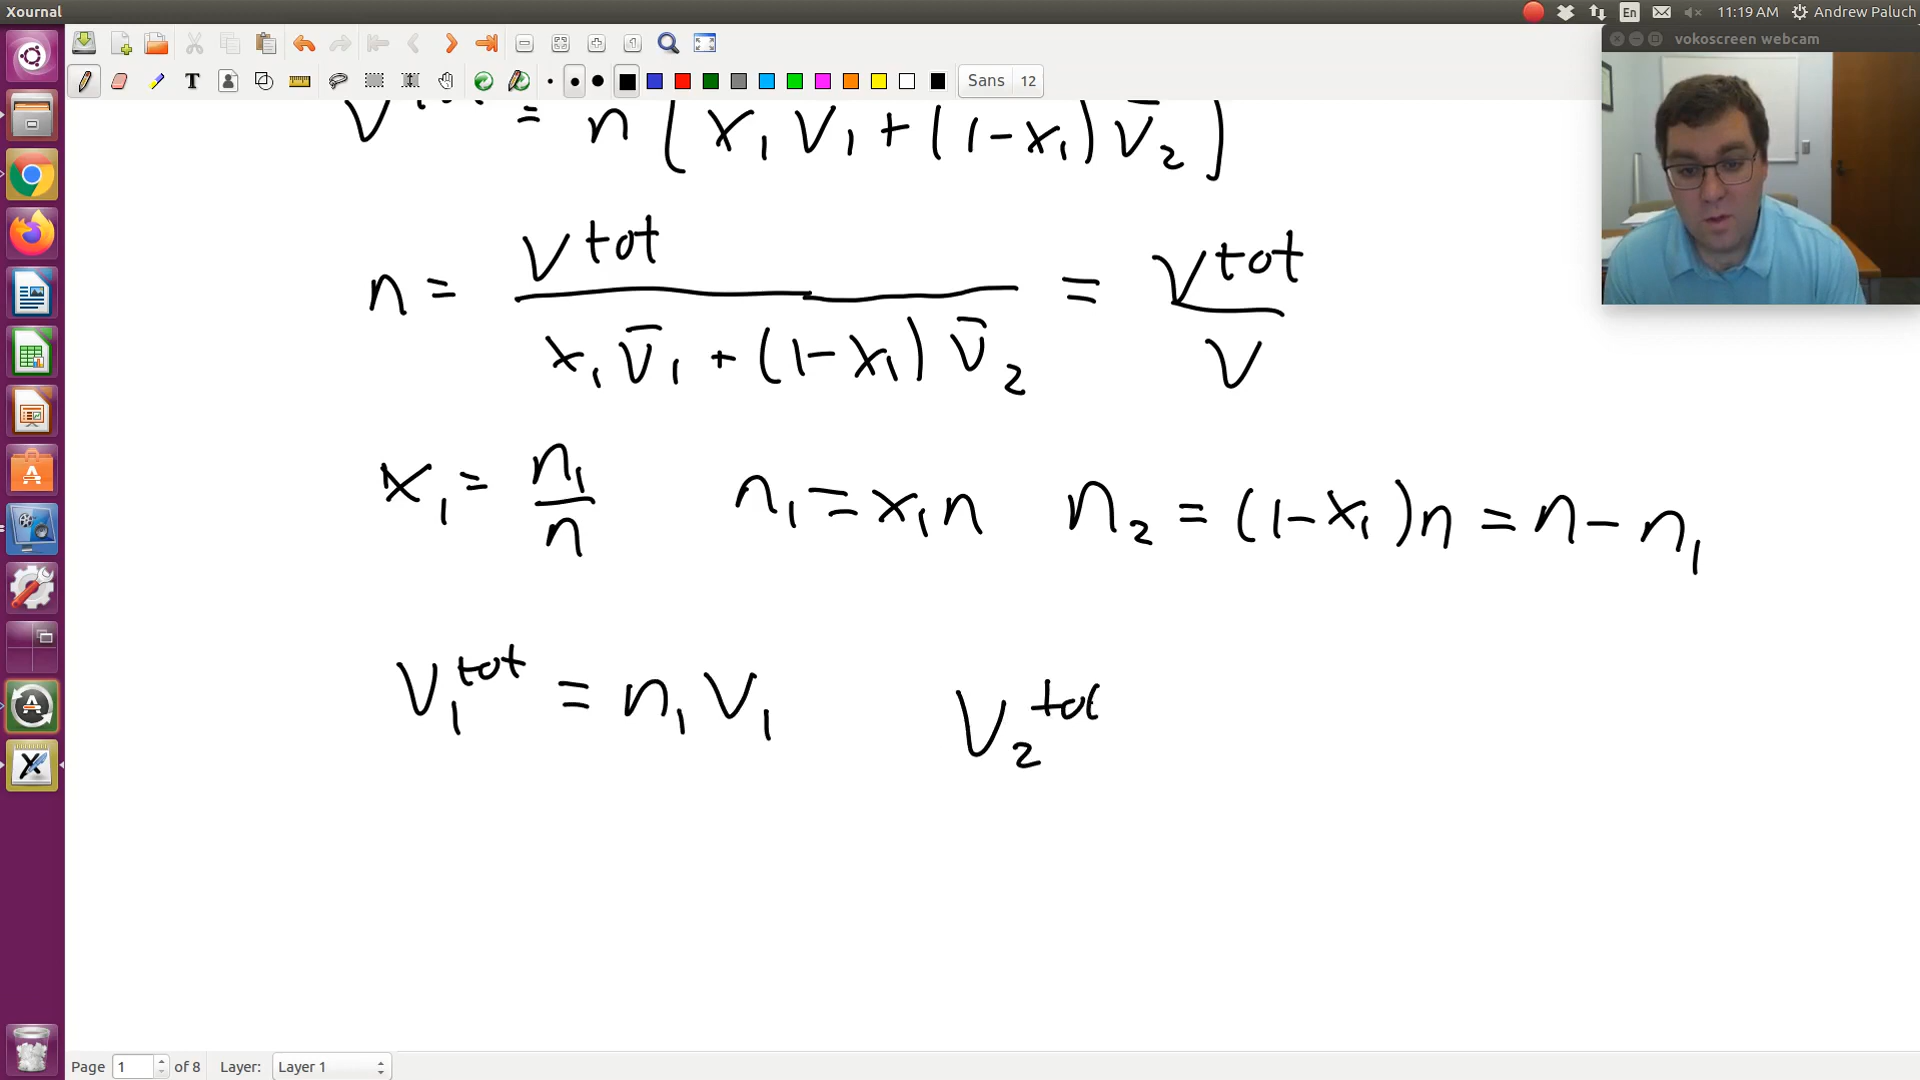 Xournal
En
11:19 AM
Andrew Paluch
vokoscreen webcam
Sans 12
V^tot = n [ x₁ V̄₁ + (1-x₁) V̄₂ ]
n = V^tot / (x₁ V̄₁ + (1-x₁) V̄₂) = V^tot / V
x₁ = n₁ / n   n₁ = x₁n   n₂ = (1-x₁)n = n - n₁
V₁^tot = n₁ V₁   V₂^tot
Page 1 of 8 Layer: Layer 1